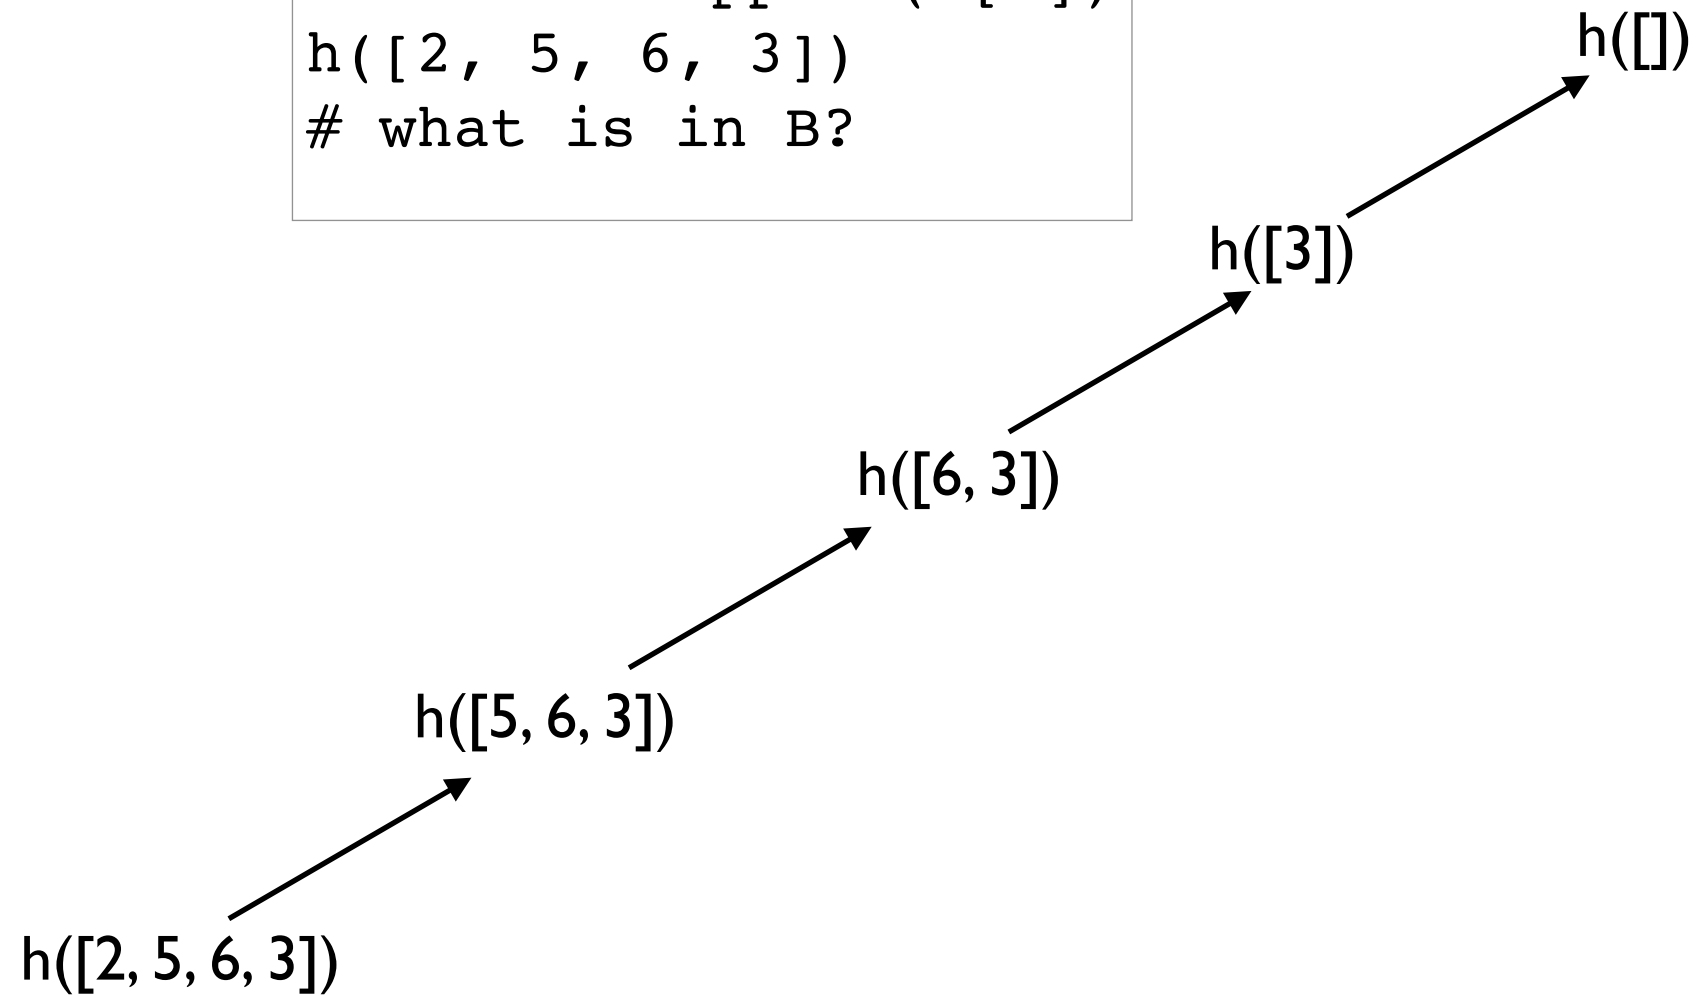 h([2, 5, 6, 3])
# what is in B?
h([])
h([3])
h([6, 3])
h([5, 6, 3])
h([2, 5, 6, 3])